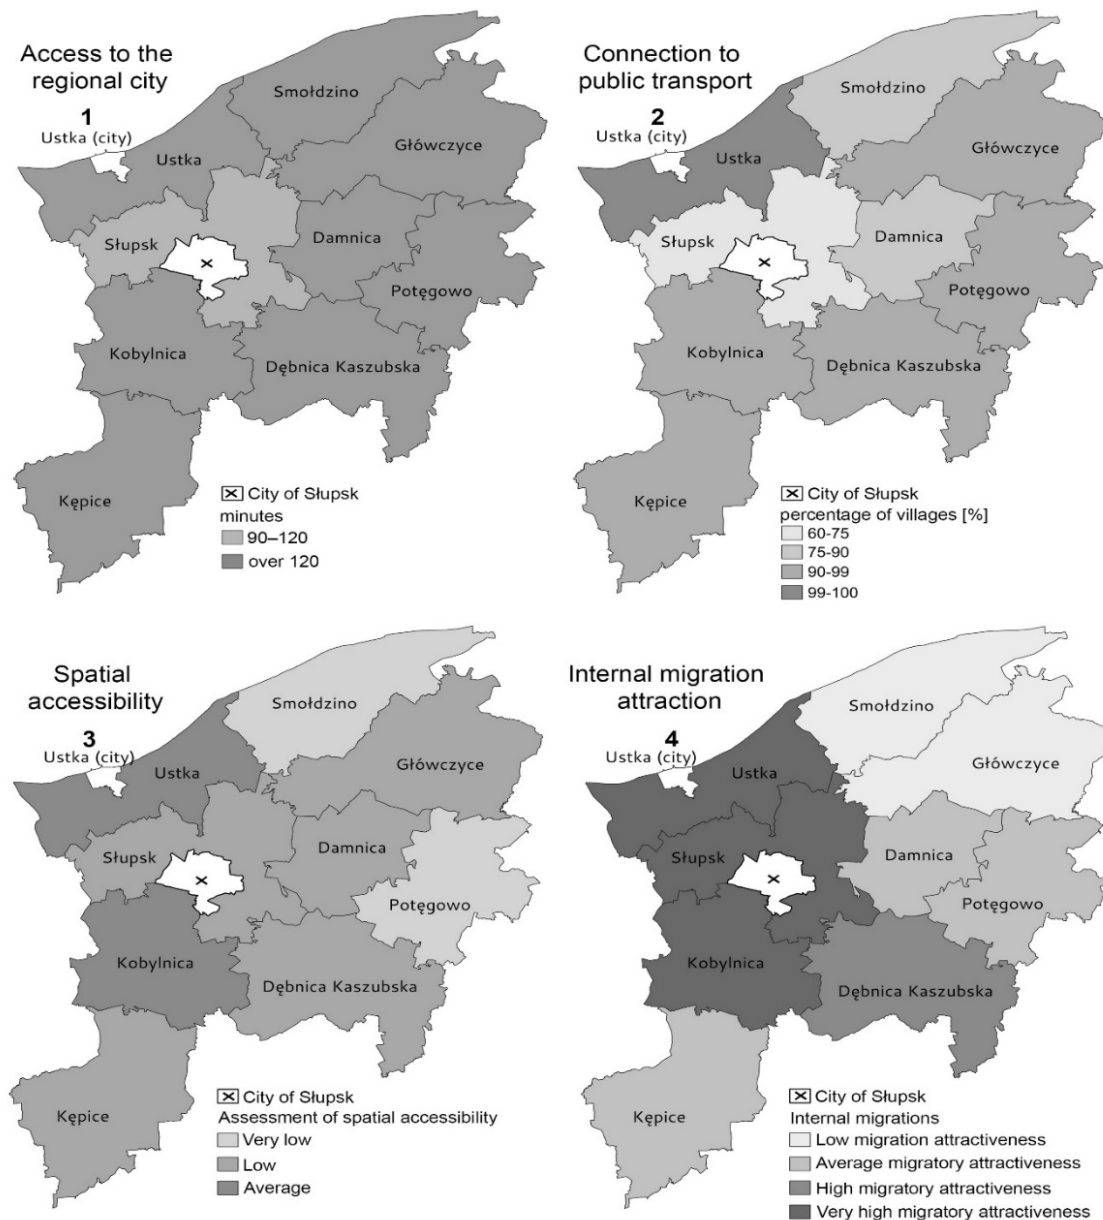 Access to the
regional city
1
Ustka (city)
Smołdzino
Główczyce
Ustka
Słupsk
Damnica
Potęgowo
Kobylnica
Dębnica Kaszubska
Kępice
City of Słupsk
minutes
90–120
over 120
Connection to
public transport
2
Ustka (city)
Smołdzino
Główczyce
Ustka
Słupsk
Damnica
Potęgowo
Kobylnica
Dębnica Kaszubska
Kępice
City of Słupsk
percentage of villages [%]
60-75
75-90
90-99
99-100
Spatial
accessibility
3
Ustka (city)
Smołdzino
Główczyce
Ustka
Słupsk
Damnica
Potęgowo
Kobylnica
Dębnica Kaszubska
Kępice
City of Słupsk
Assessment of spatial accessibility
Very low
Low
Average
Internal migration
attraction
4
Ustka (city)
Smołdzino
Główczyce
Ustka
Słupsk
Damnica
Potęgowo
Kobylnica
Dębnica Kaszubska
Kępice
City of Słupsk
Internal migrations
Low migration attractiveness
Average migratory attractiveness
High migratory attractiveness
Very high migratory attractiveness